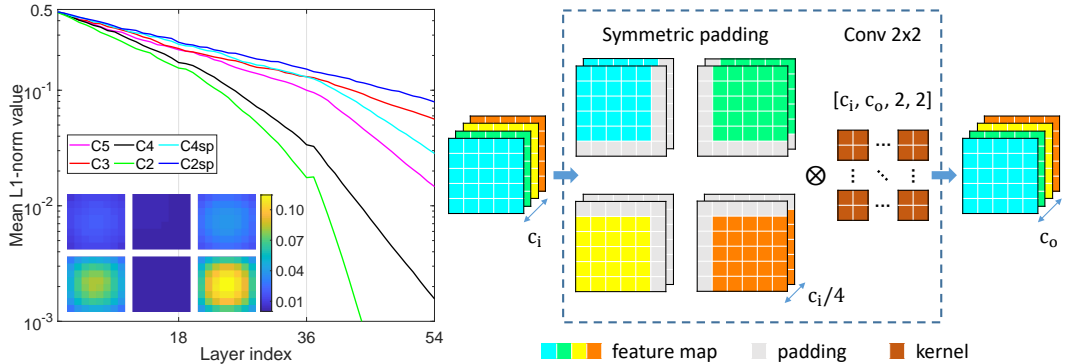 Mean L1-norm value
0.5
10⁻¹
10⁻²
10⁻³
C5 C4 C4sp
C3 C2 C2sp
0.10
0.07
0.04
0.01
18 36 54
Layer index
Symmetric padding
Conv 2x2
[cᵢ, cₒ, 2, 2]
... 
⋮ ⋱ ⋮
...
⊗
cᵢ
cᵢ/4
cₒ
feature map padding kernel